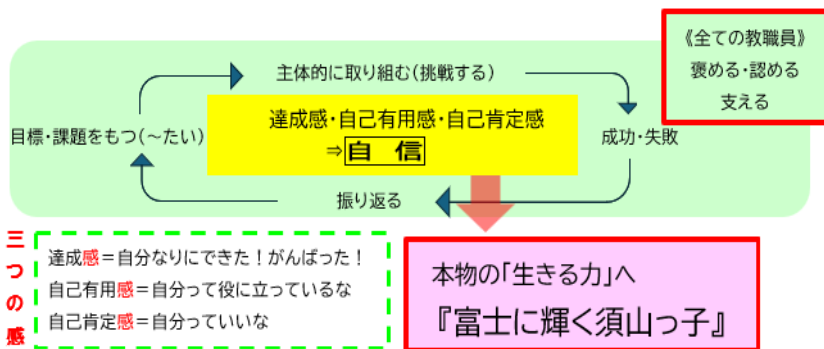 《全ての教職員》
褒める・認める
支える
主体的に取り組む(挑戦する)
達成感・自己有用感・自己肯定感
⇒自 信
目標・課題をもつ(～たい)
成功・失敗
振り返る
三つの感
達成感＝自分なりにできた！がんばった！
自己有用感＝自分って役に立っているな
自己肯定感＝自分っていいな
本物の「生きる力」へ
『富士に輝く須山っ子』